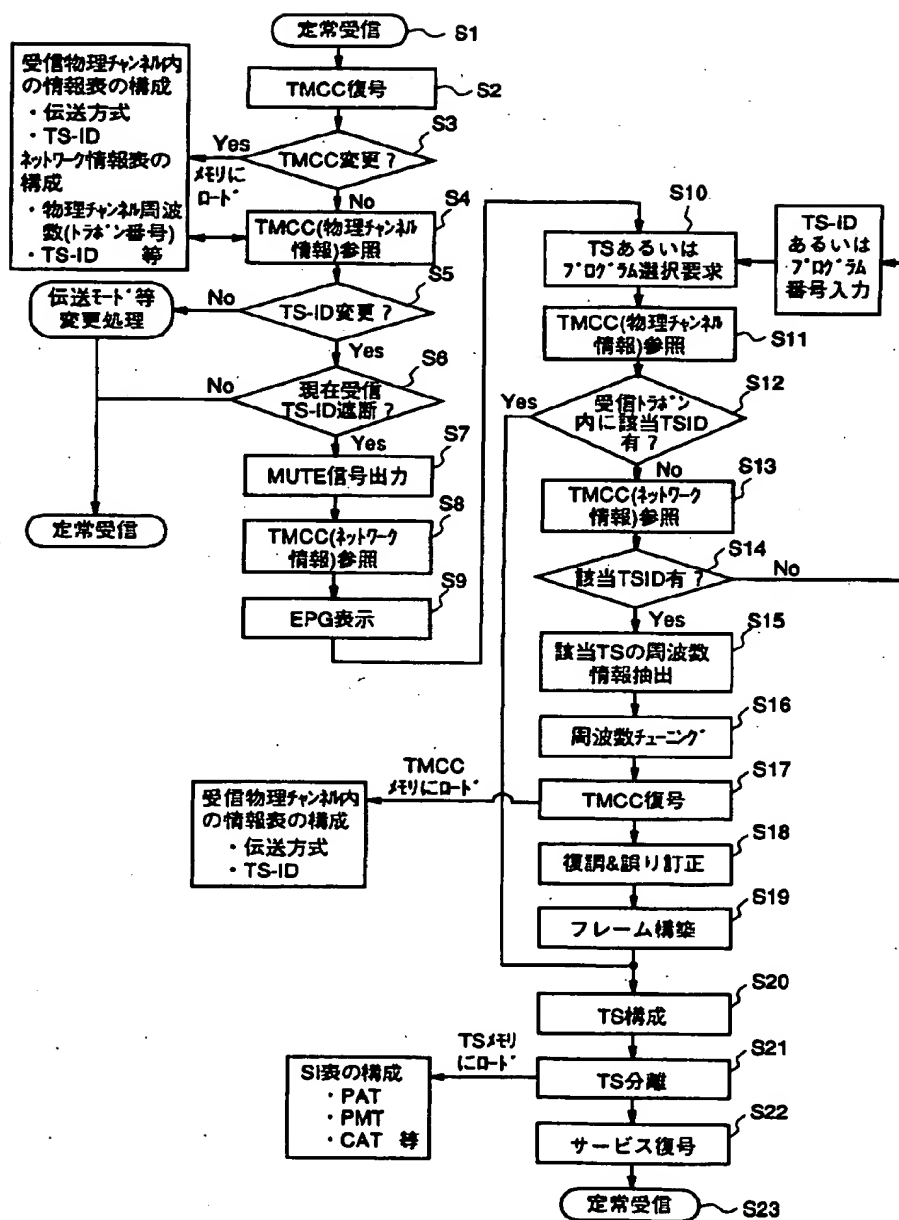 定常受信
S1
TMCC復号
S2
TMCC変更？
S3
Yes
メモリに
ロード
No
受信物理チャンネル内
の情報表の構成
・伝送方式
・TS-ID
ネットワーク情報表の
構成
・物理チャンネル周波
数(トラポン番号)
・TS-ID 等
S4
TMCC(物理チャンネル
情報)参照
S5
TS-ID変更？
No
伝送モード等
変更処理
Yes
S6
現在受信
TS-ID遮断？
No
定常受信
Yes
S7
MUTE信号出力
S8
TMCC(ネットワーク
情報)参照
S9
EPG表示
S10
TSあるいは
プログラム選択要求
TS-ID
あるいは
プログラム
番号入力
TMCC(物理チャンネル
情報)参照
S11
S12
受信トラポン
内に該当TSID
有？
Yes
No
S13
TMCC(ネットワーク
情報)参照
S14
該当TSID有？
No
Yes
S15
該当TSの周波数
情報抽出
S16
周波数チューニング
S17
TMCC復号
TMCC
メモリにロード
受信物理チャンネル内
の情報表の構成
・伝送方式
・TS-ID
S18
復調&誤り訂正
S19
フレーム構築
S20
TS構成
S21
TS分離
TSメモリ
にロード
SI表の構成
・PAT
・PMT
・CAT 等
S22
サービス復号
定常受信
S23